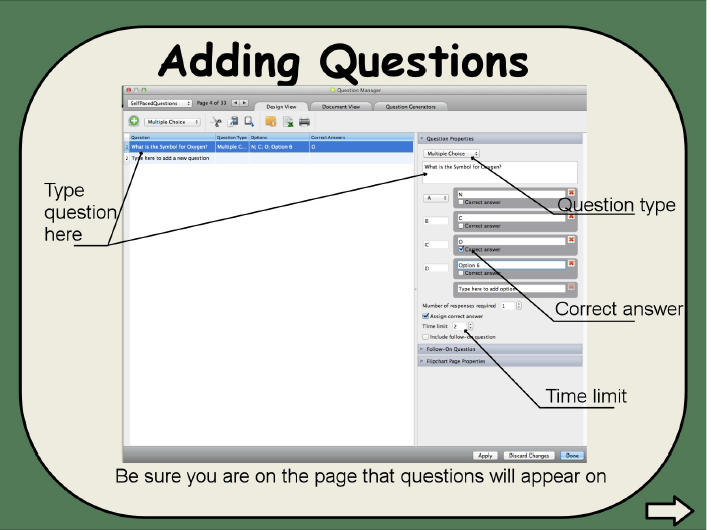 Adding Questions
Question Manager
SelfPacedQuestions Page 4 of 33 Design View Document View Question Generators
Multiple Choice
Question Question Type Options Correct Answers
1 What is the Symbol for Oxygen? Multiple C... N; C; O; Option 6 O
2 Type here to add a new question
Question Properties
Multiple Choice
What is the Symbol for Oxygen?
A N
Correct answer
B C
Correct answer
C O
Correct answer
D Option 6
Correct answer
Type here to add option
Number of responses required 1
Assign correct answer
Time limit 2
Include follow-on question
Follow-On Question
Flipchart Page Properties
Apply Discard Changes Done
Type
question
here
Question type
Correct answer
Time limit
Be sure you are on the page that questions will appear on